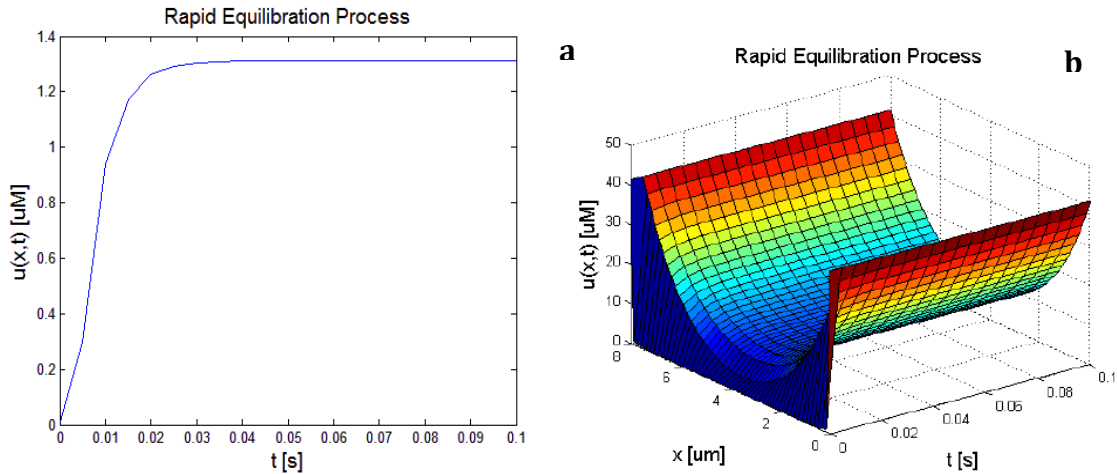 Rapid Equilibration Process
1.4
1.2
1
0.8
0.6
0.4
0.2
0
u(x,t) [uM]
0 0.01 0.02 0.03 0.04 0.05 0.06 0.07 0.08 0.09 0.1
t [s]
a
Rapid Equilibration Process
b
50
40
30
20
10
0
u(x,t) [uM]
8
6
4
2
0
x [um]
0
0.02
0.04
0.06
0.08
0.1
t [s]